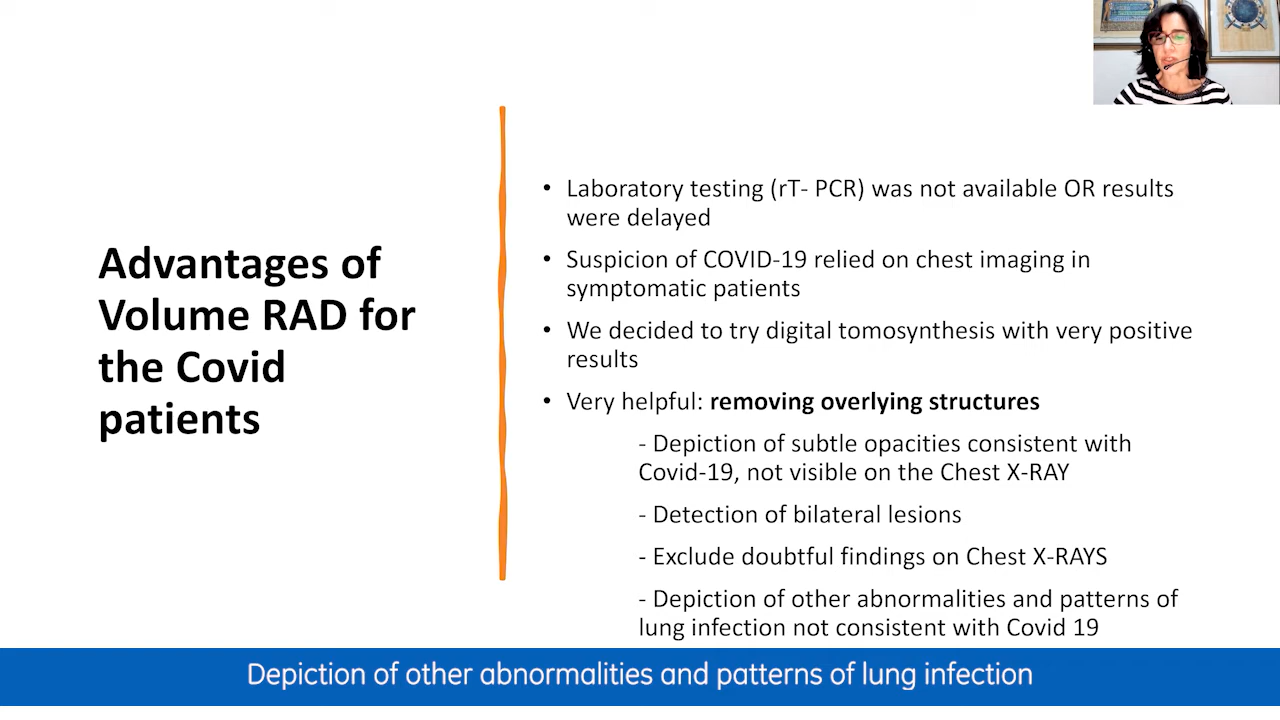 Advantages of
Volume RAD for
the Covid
patients
• Laboratory testing (rT- PCR) was not available OR results
were delayed
• Suspicion of COVID-19 relied on chest imaging in
symptomatic patients
• We decided to try digital tomosynthesis with very positive
results
• Very helpful: removing overlying structures
- Depiction of subtle opacities consistent with
Covid-19, not visible on the Chest X-RAY
- Detection of bilateral lesions
- Exclude doubtful findings on Chest X-RAYS
- Depiction of other abnormalities and patterns of
lung infection not consistent with Covid 19
Depiction of other abnormalities and patterns of lung infection